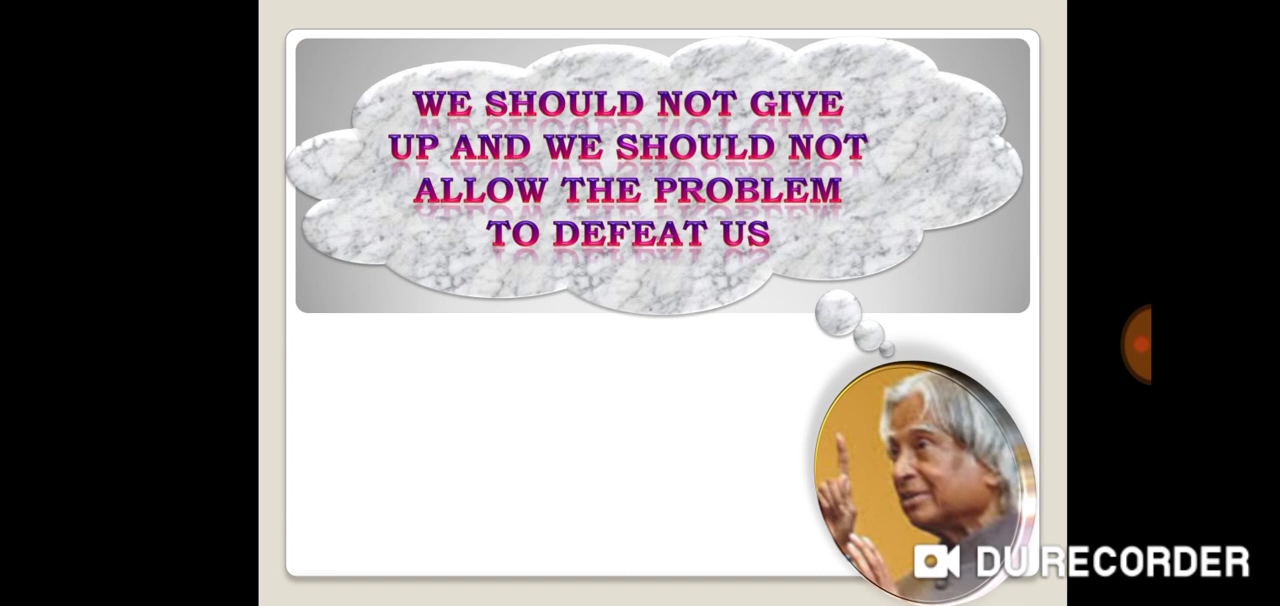 WE SHOULD NOT GIVE
UP AND WE SHOULD NOT
ALLOW THE PROBLEM
TO DEFEAT US
DU RECORDER